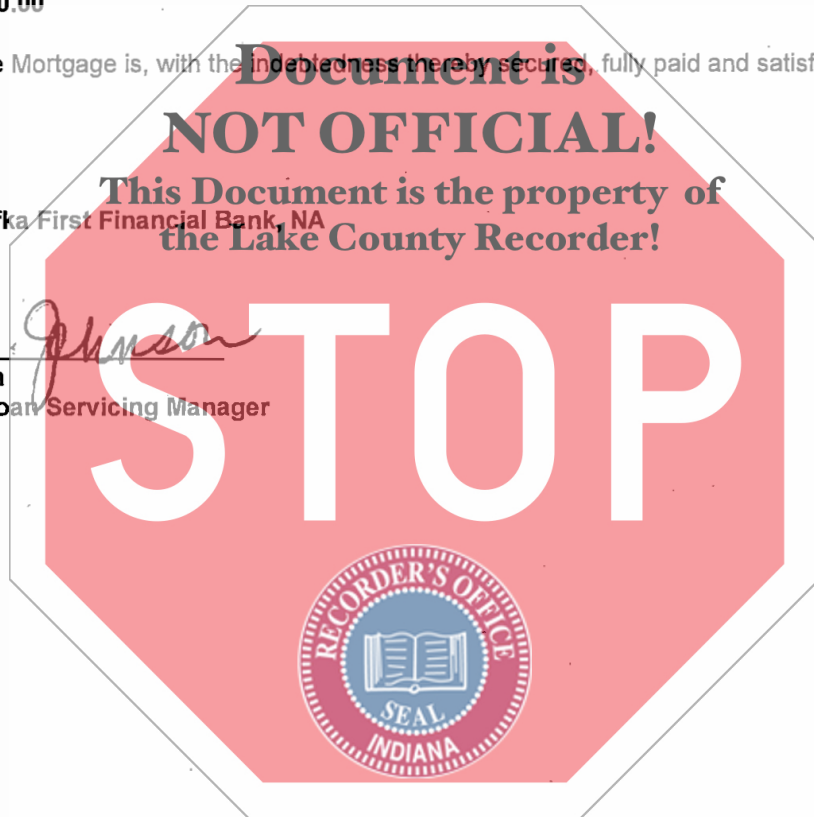 0.00
Mortgage is, with the indebtedness thereby secured, fully paid and satisf
Document is
NOT OFFICIAL!
This Document is the property of
fka First Financial Bank, NA
the Lake County Recorder!
Johnson
oan Servicing Manager
STOP
RECORDER'S OFFICE
SEAL
INDIANA